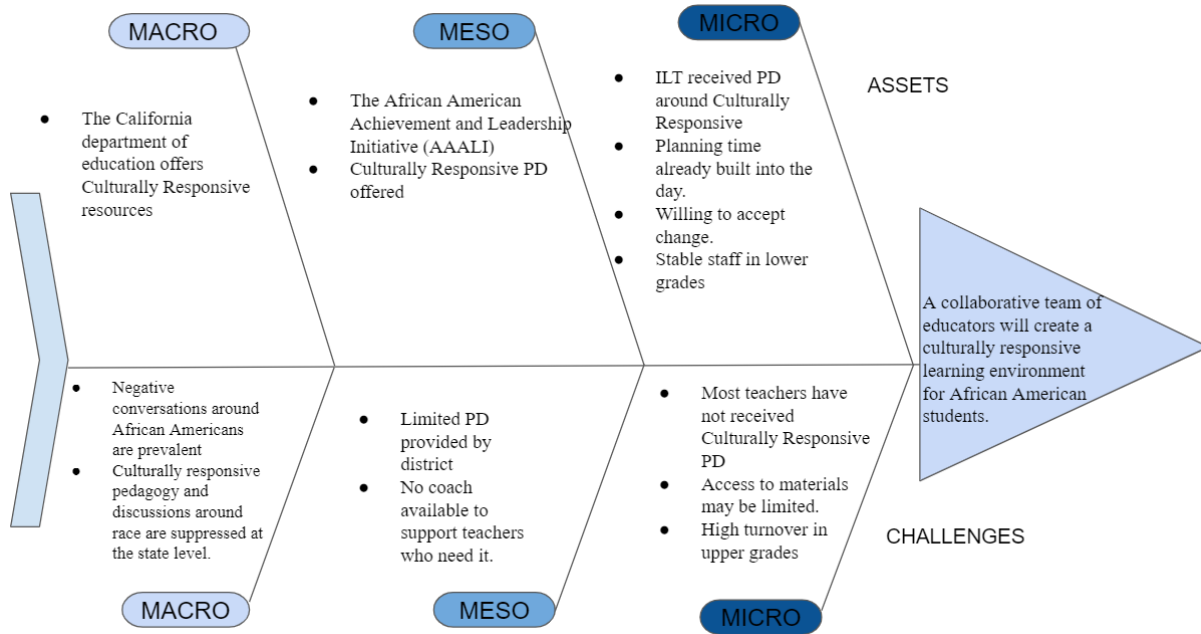 MACRO
MESO
MICRO
ASSETS
● The California
department of
education offers
Culturally Responsive
resources
● The African American
Achievement and Leadership
Initiative (AAALI)
● Culturally Responsive PD
offered
● ILT received PD
around Culturally
Responsive
● Planning time
already built into the
day.
● Willing to accept
change.
● Stable staff in lower
grades
A collaborative team of
educators will create a
culturally responsive
learning environment
for African American
students.
● Negative
conversations around
African Americans
are prevalent
● Culturally responsive
pedagogy and
discussions around
race are suppressed at
the state level.
● Limited PD
provided by
district
● No coach
available to
support teachers
who need it.
● Most teachers have
not received
Culturally Responsive
PD
● Access to materials
may be limited.
● High turnover in
upper grades
CHALLENGES
MACRO
MESO
MICRO